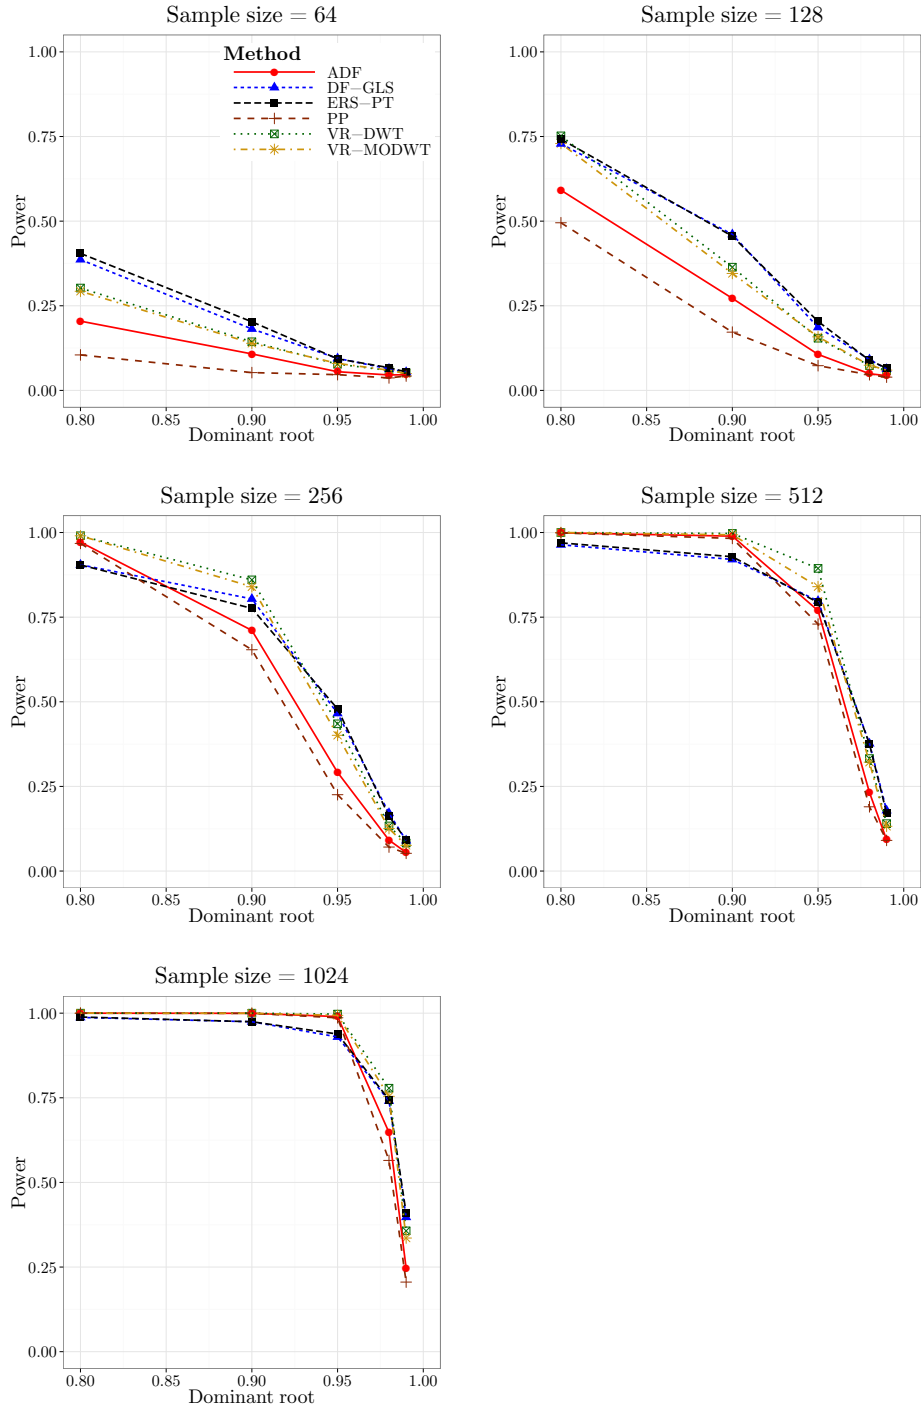 Sample size = 64
1.00
0.75
0.50
0.25
0.00
Power
0.80
0.85
0.90
0.95
1.00
Dominant root
Method
ADF
DF−GLS
ERS−PT
PP
VR−DWT
VR−MODWT
Sample size = 128
1.00
0.75
0.50
0.25
0.00
Power
0.80
0.85
0.90
0.95
1.00
Dominant root
Sample size = 256
1.00
0.75
0.50
0.25
0.00
Power
0.80
0.85
0.90
0.95
1.00
Dominant root
Sample size = 512
1.00
0.75
0.50
0.25
0.00
Power
0.80
0.85
0.90
0.95
1.00
Dominant root
Sample size = 1024
1.00
0.75
0.50
0.25
0.00
Power
0.80
0.85
0.90
0.95
1.00
Dominant root